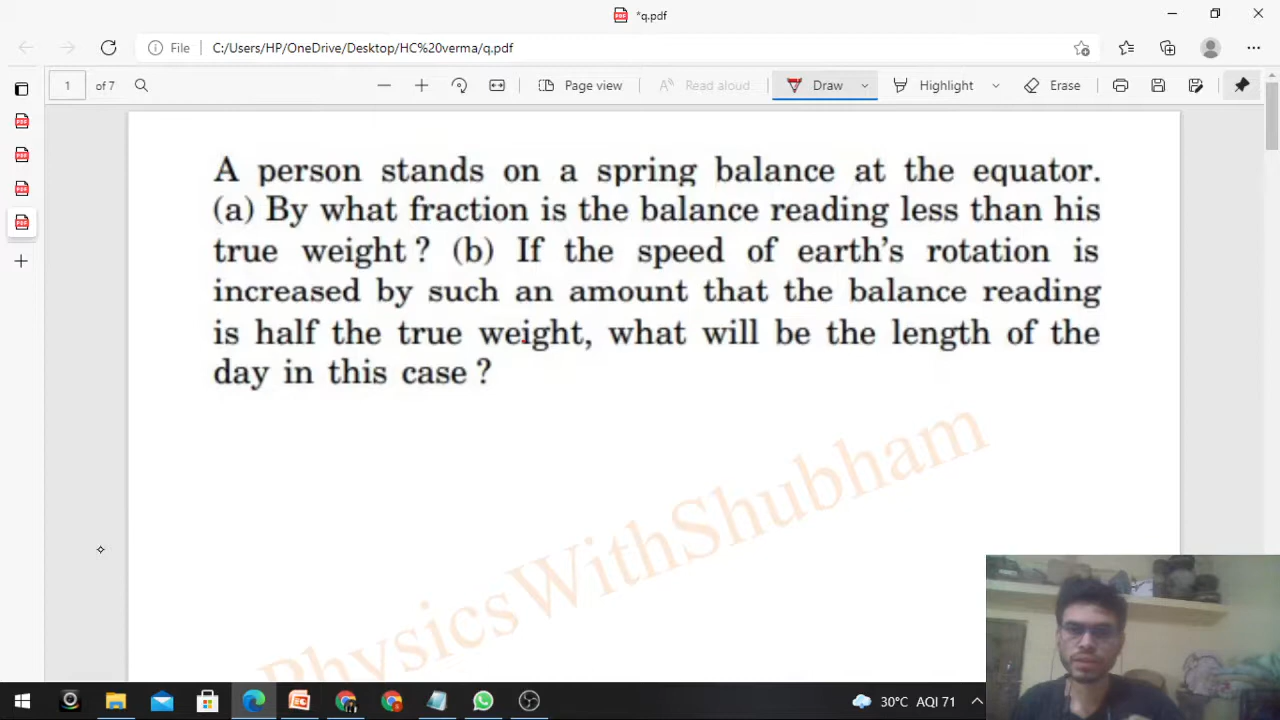 *q.pdf
File C:/Users/HP/OneDrive/Desktop/HC%20verma/q.pdf
1 of 7 Page view Read aloud Draw Highlight Erase
A person stands on a spring balance at the equator.
(a) By what fraction is the balance reading less than his
true weight ? (b) If the speed of earth's rotation is
increased by such an amount that the balance reading
is half the true weight, what will be the length of the
day in this case ?
PhysicsWithShubham
30°C AQI 71